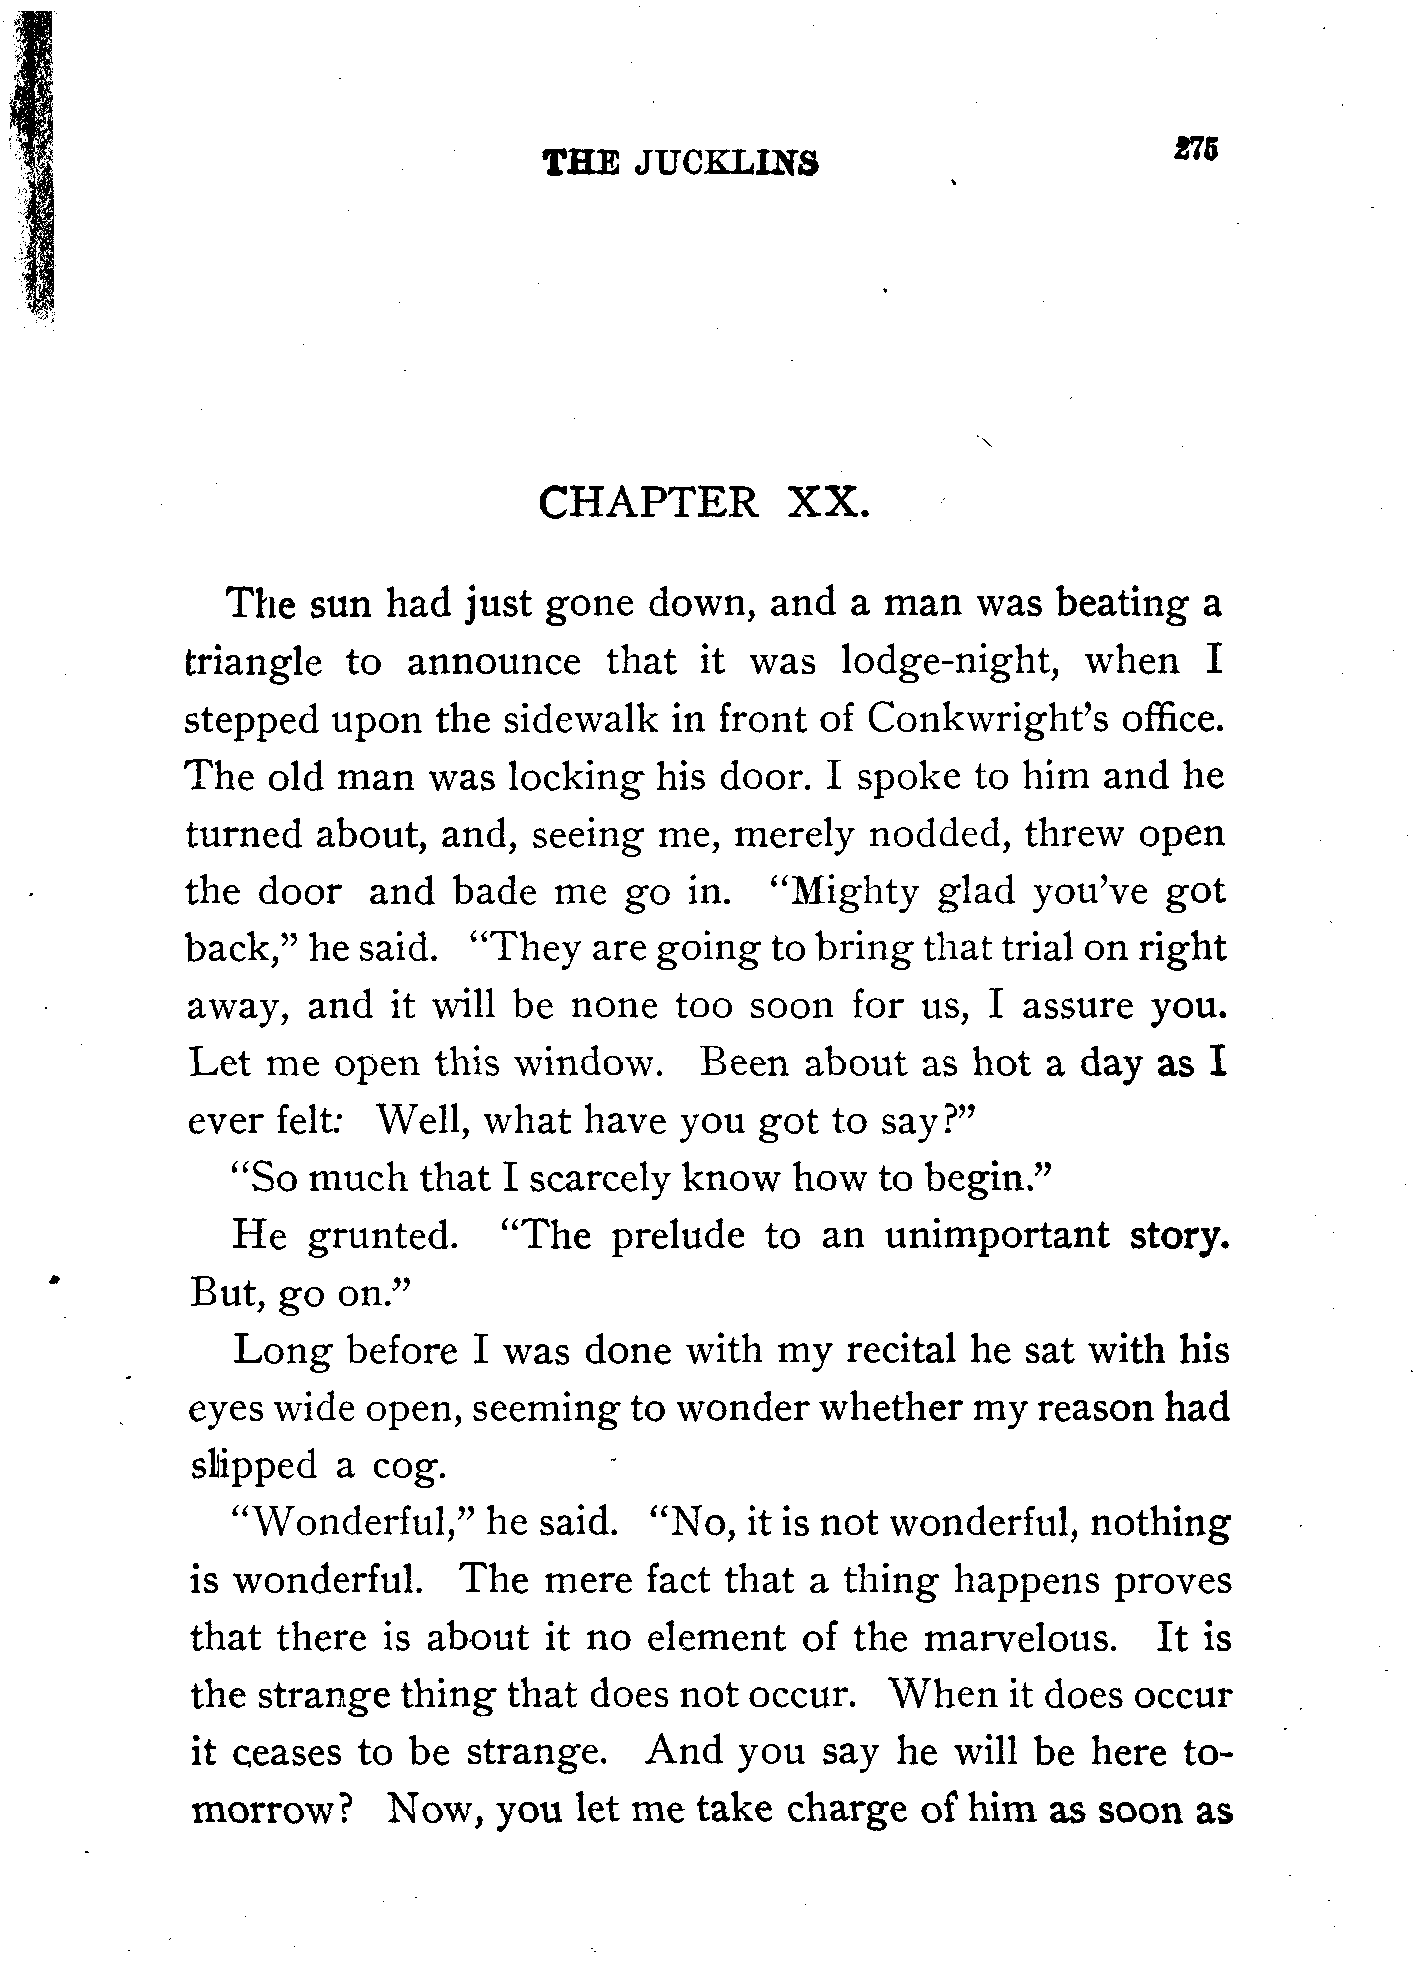 THE JUCKLINS 275
CHAPTER XX.
The sun had just gone down, and a man was beating a
triangle to announce that it was lodge-night, when I
stepped upon the sidewalk in front of Conkwright's office.
The old man was locking his door. I spoke to him and he
turned about, and, seeing me, merely nodded, threw open
the door and bade me go in. “Mighty glad you've got
back,” he said. “They are going to bring that trial on right
away, and it will be none too soon for us, I assure you.
Let me open this window. Been about as hot a day as I
ever felt: Well, what have you got to say?”
“So much that I scarcely know how to begin.”
He grunted. “The prelude to an unimportant story.
But, go on.”
Long before I was done with my recital he sat with his
eyes wide open, seeming to wonder whether my reason had
slipped a cog.
“Wonderful,” he said. “No, it is not wonderful, nothing
is wonderful. The mere fact that a thing happens proves
that there is about it no element of the marvelous. It is
the strange thing that does not occur. When it does occur
it ceases to be strange. And you say he will be here to-
morrow? Now, you let me take charge of him as soon as